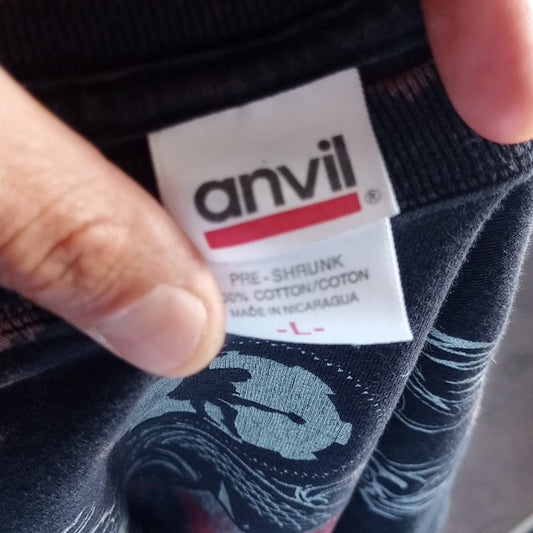 anvil®
PRE-SHRUNK
00% COTTON/COTON
MADE IN NICARAGUA
-L-